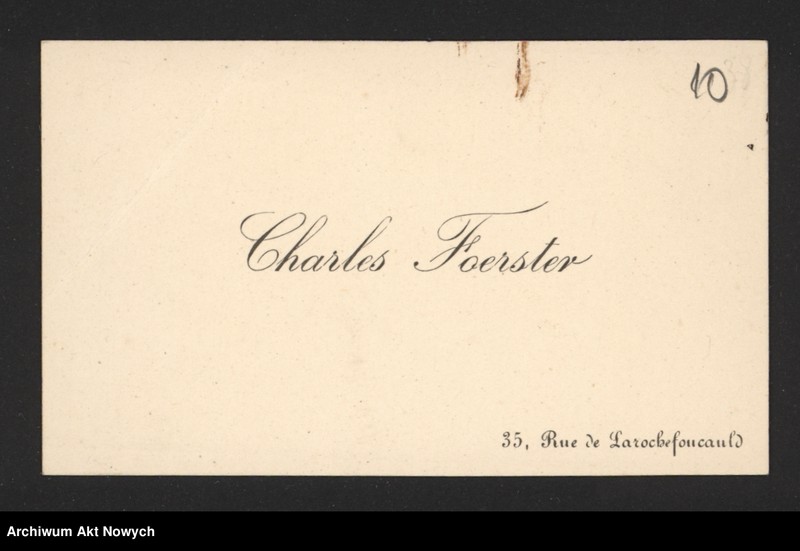 10
Charles Foerster
35, Rue de Larochefoucauld
Archiwum Akt Nowych